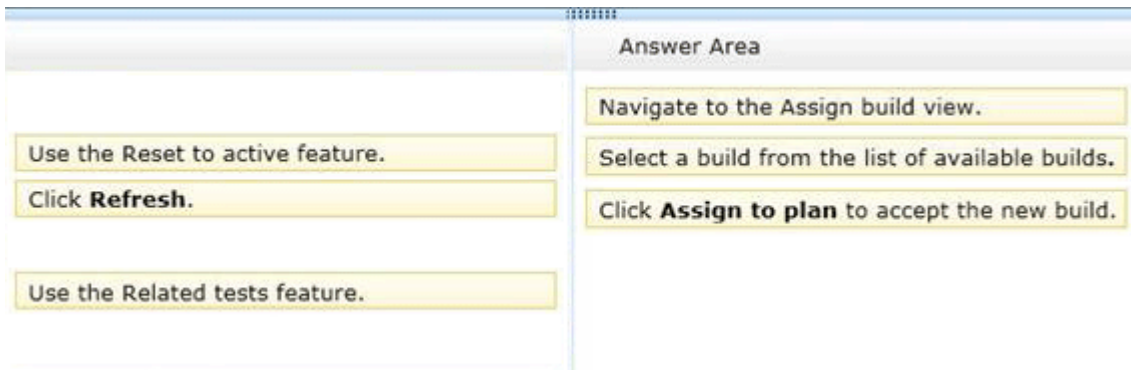 Answer Area
Navigate to the Assign build view.
Use the Reset to active feature.
Select a build from the list of available builds.
Click Refresh.
Click Assign to plan to accept the new build.
Use the Related tests feature.